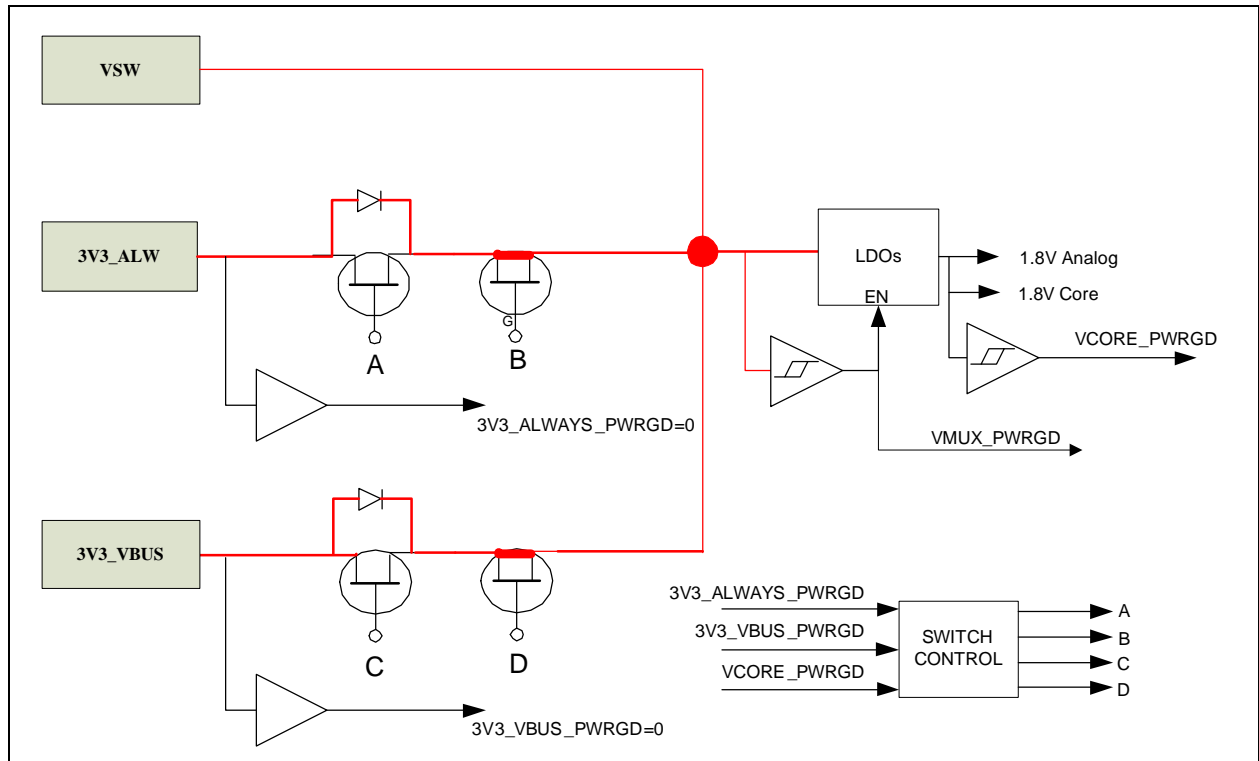 VSW
3V3_ALW
LDOs
EN
1.8V Analog
1.8V Core
VCORE_PWRGD
G
A
B
3V3_ALWAYS_PWRGD=0
VMUX_PWRGD
3V3_VBUS
C
D
3V3_VBUS_PWRGD=0
3V3_ALWAYS_PWRGD
3V3_VBUS_PWRGD
VCORE_PWRGD
SWITCH
CONTROL
A
B
C
D